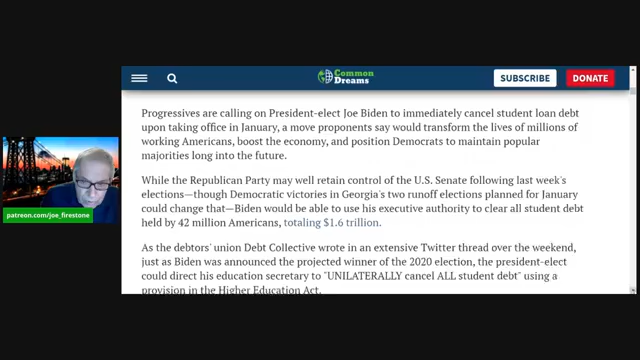 Common
Dreams
SUBSCRIBE
DONATE
Progressives are calling on President-elect Joe Biden to immediately cancel student loan debt
upon taking office in January, a move proponents say would transform the lives of millions of
working Americans, boost the economy, and position Democrats to maintain popular
majorities long into the future.
While the Republican Party may well retain control of the U.S. Senate following last week's
elections—though Democratic victories in Georgia's two runoff elections planned for January
could change that—Biden would be able to use his executive authority to clear all student debt
held by 42 million Americans, totaling $1.6 trillion.
As the debtors' union Debt Collective wrote in an extensive Twitter thread over the weekend,
just as Biden was announced the projected winner of the 2020 election, the president-elect
could direct his education secretary to "UNILATERALLY cancel ALL student debt" using a
provision in the Higher Education Act.
patreon.com/joe_firestone